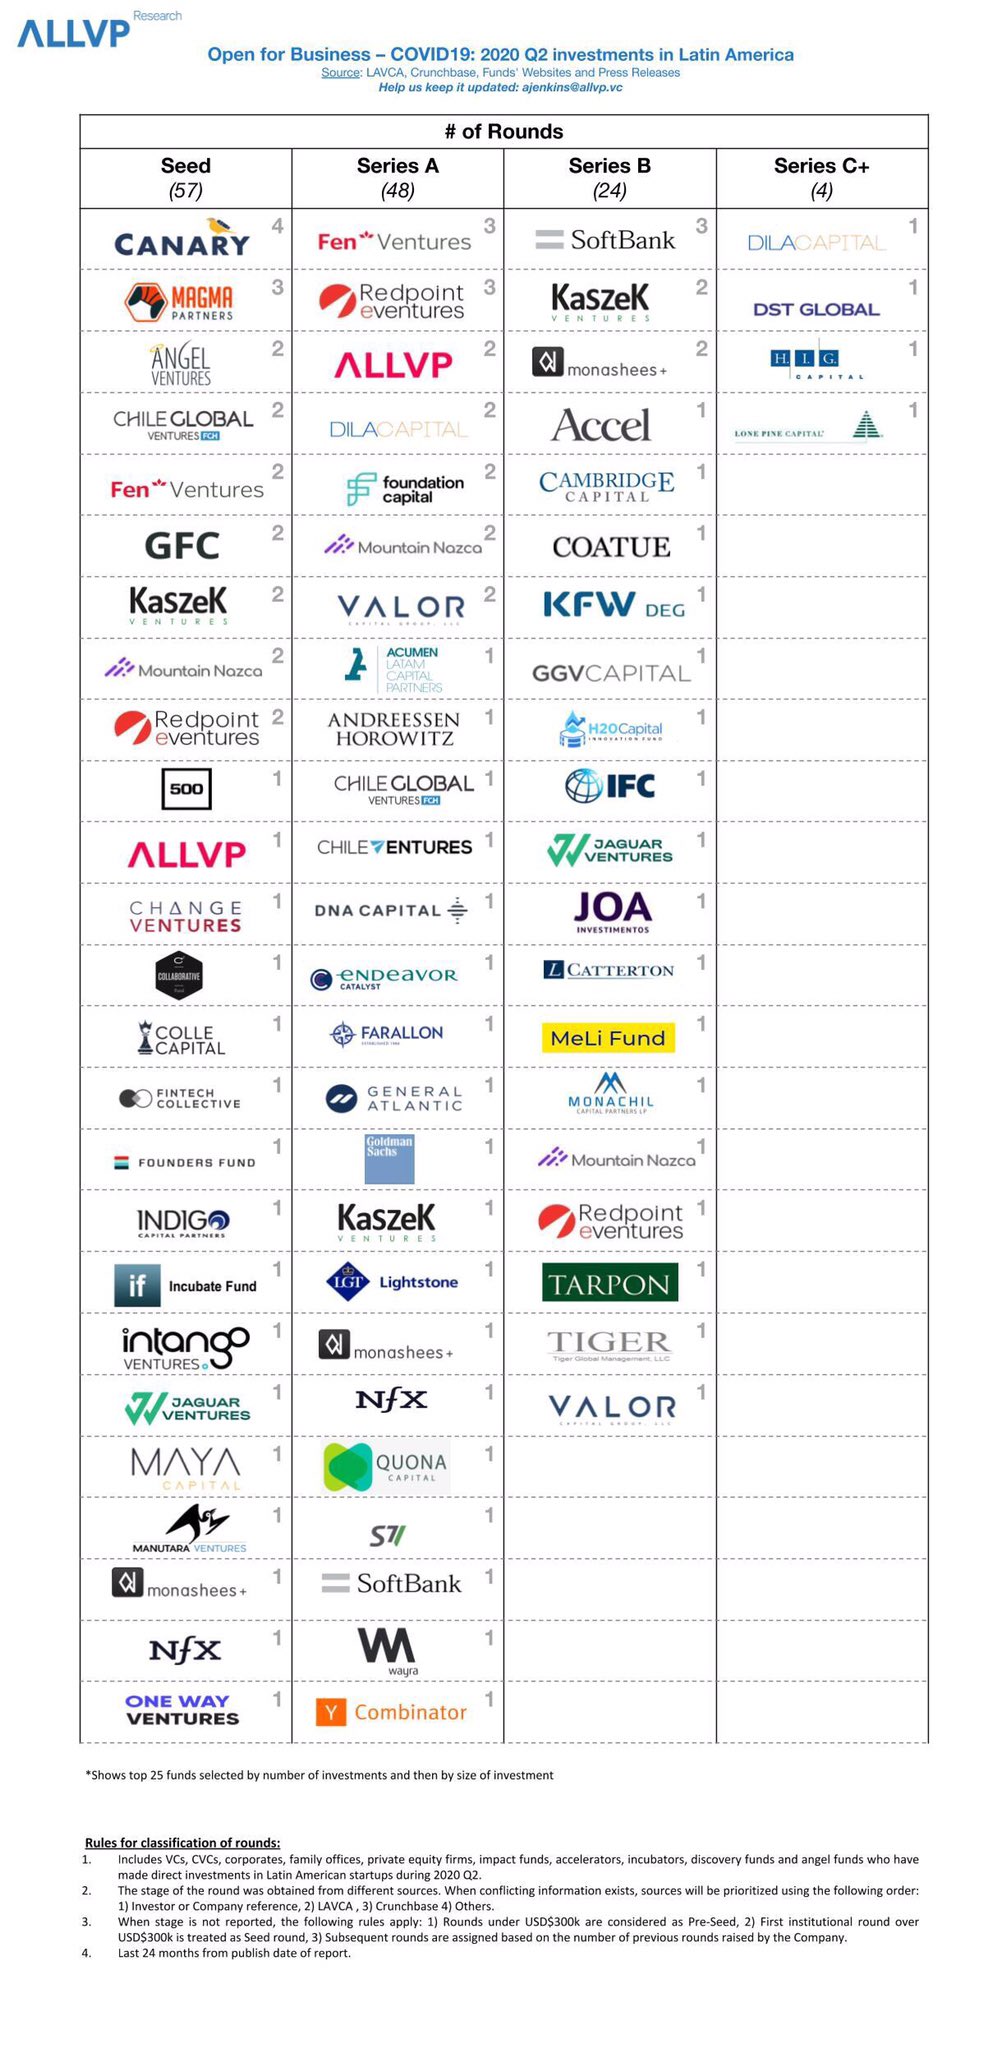 ALLVP Research
Open for Business – COVID19: 2020 Q2 investments in Latin America
Source: LAVCA, Crunchbase, Funds' Websites and Press Releases
Help us keep it updated: ajenkins@allvp.vc
# of Rounds
Seed Series A Series B Series C+
(57) (48) (24) (4)
CANARY 4 Fen Ventures 3 SoftBank 3 DILACAPITAL 1
MAGMA PARTNERS 3 Redpoint eventures 3 KaszeK VENTURES 2 DST GLOBAL 1
ANGEL VENTURES 2 ALLVP 2 monashees+ 2 H.I.G. CAPITAL 1
CHILE GLOBAL VENTURES FCH 2 DILACAPITAL 2 Accel 1 LONE PINE CAPITAL 1
Fen Ventures 2 foundation capital 2 CAMBRIDGE CAPITAL 1
GFC 2 Mountain Nazca 2 COATUE 1
KaszeK VENTURES 2 VALOR CAPITAL GROUP, LLC 2 KFW DEG 1
Mountain Nazca 2 ACUMEN LATAM CAPITAL PARTNERS 1 GGVCAPITAL 1
Redpoint eventures 2 ANDREESSEN HOROWITZ 1 H2OCapital INNOVATION FUND 1
500 1 CHILE GLOBAL VENTURES FCH 1 IFC 1
ALLVP 1 CHILE VENTURES 1 JAGUAR VENTURES 1
CHANGE VENTURES 1 DNA CAPITAL 1 JOA INVESTIMENTOS 1
COLLABORATIVE Fund 1 ENDEAVOR CATALYST 1 L CATTERTON 1
COLLE CAPITAL 1 FARALLON ESTABLISHED 1986 1 MeLi Fund 1
FINTECH COLLECTIVE 1 GENERAL ATLANTIC 1 MONACHIL CAPITAL PARTNERS LP 1
FOUNDERS FUND 1 Goldman Sachs 1 Mountain Nazca 1
INDIGO CAPITAL PARTNERS 1 KaszeK VENTURES 1 Redpoint eventures 1
if Incubate Fund 1 LGT Lightstone 1 TARPON 1
intango VENTURES. 1 monashees+ 1 TIGER Tiger Global Management, LLC 1
JAGUAR VENTURES 1 NfX 1 VALOR CAPITAL GROUP, LLC 1
MAYA CAPITAL 1 QUONA CAPITAL 1
MANUTARA VENTURES 1 S7V 1
monashees+ 1 SoftBank 1
NfX 1 wayra 1
ONE WAY VENTURES 1 Y Combinator 1
*Shows top 25 funds selected by number of investments and then by size of investment
Rules for classification of rounds:
1. Includes VCs, CVCs, corporates, family offices, private equity firms, impact funds, accelerators, incubators, discovery funds and angel funds who have
made direct investments in Latin American startups during 2020 Q2.
2. The stage of the round was obtained from different sources. When conflicting information exists, sources will be prioritized using the following order:
1) Investor or Company reference, 2) LAVCA , 3) Crunchbase 4) Others.
3. When stage is not reported, the following rules apply: 1) Rounds under USD$300k are considered as Pre-Seed, 2) First institutional round over
USD$300k is treated as Seed round, 3) Subsequent rounds are assigned based on the number of previous rounds raised by the Company.
4. Last 24 months from publish date of report.